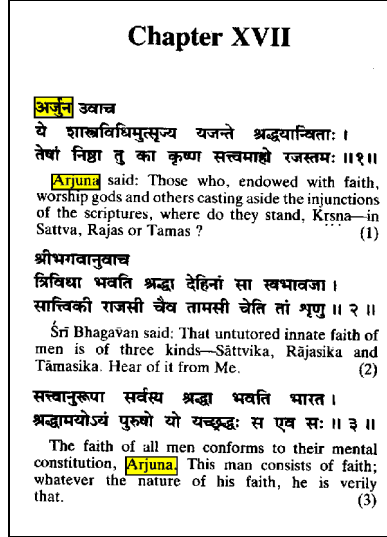 Chapter XVII
अर्जुन उवाच
ये शास्त्रविधिमुत्सृज्य यजन्ते श्रद्धयान्विताः ।
तेषां निष्ठा तु का कृष्ण सत्त्वमाहो रजस्तमः ॥१॥
Arjuna said: Those who, endowed with faith,
worship gods and others casting aside the injunctions
of the scriptures, where do they stand, Kṛṣṇa—in
Sattva, Rajas or Tamas ? (1)
श्रीभगवानुवाच
त्रिविधा भवति श्रद्धा देहिनां सा स्वभावजा ।
सात्त्विकी राजसी चैव तामसी चेति तां शृणु ॥ २ ॥
Śrī Bhagavān said: That untutored innate faith of
men is of three kinds—Sāttvika, Rājasika and
Tāmasika. Hear of it from Me. (2)
सत्त्वानुरूपा सर्वस्य श्रद्धा भवति भारत ।
श्रद्धामयोऽयं पुरुषो यो यच्छ्रद्धः स एव सः ॥ ३ ॥
The faith of all men conforms to their mental
constitution, Arjuna. This man consists of faith;
whatever the nature of his faith, he is verily
that. (3)